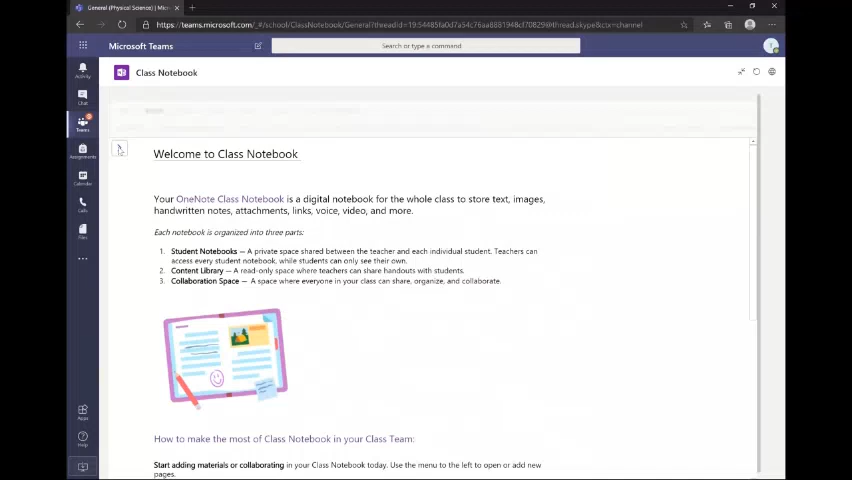 General (Physical Science) |
https://teams.microsoft.com/_#/school/ClassNotebook/General?threadId=19:54485fa0d7a54c76aa8881948cf70829@thread.skype&ctx=channel
Microsoft Teams
Search or type a command
Activity
Chat
Teams
Assignments
Calendar
Calls
Files
Apps
Help
Class Notebook
Welcome to Class Notebook
Your OneNote Class Notebook is a digital notebook for the whole class to store text, images,
handwritten notes, attachments, links, voice, video, and more.
Each notebook is organized into three parts:
1. Student Notebooks — A private space shared between the teacher and each individual student. Teachers can
access every student notebook, while students can only see their own.
2. Content Library — A read-only space where teachers can share handouts with students.
3. Collaboration Space — A space where everyone in your class can share, organize, and collaborate.
How to make the most of Class Notebook in your Class Team:
Start adding materials or collaborating in your Class Notebook today. Use the menu to the left to open or add new
pages.